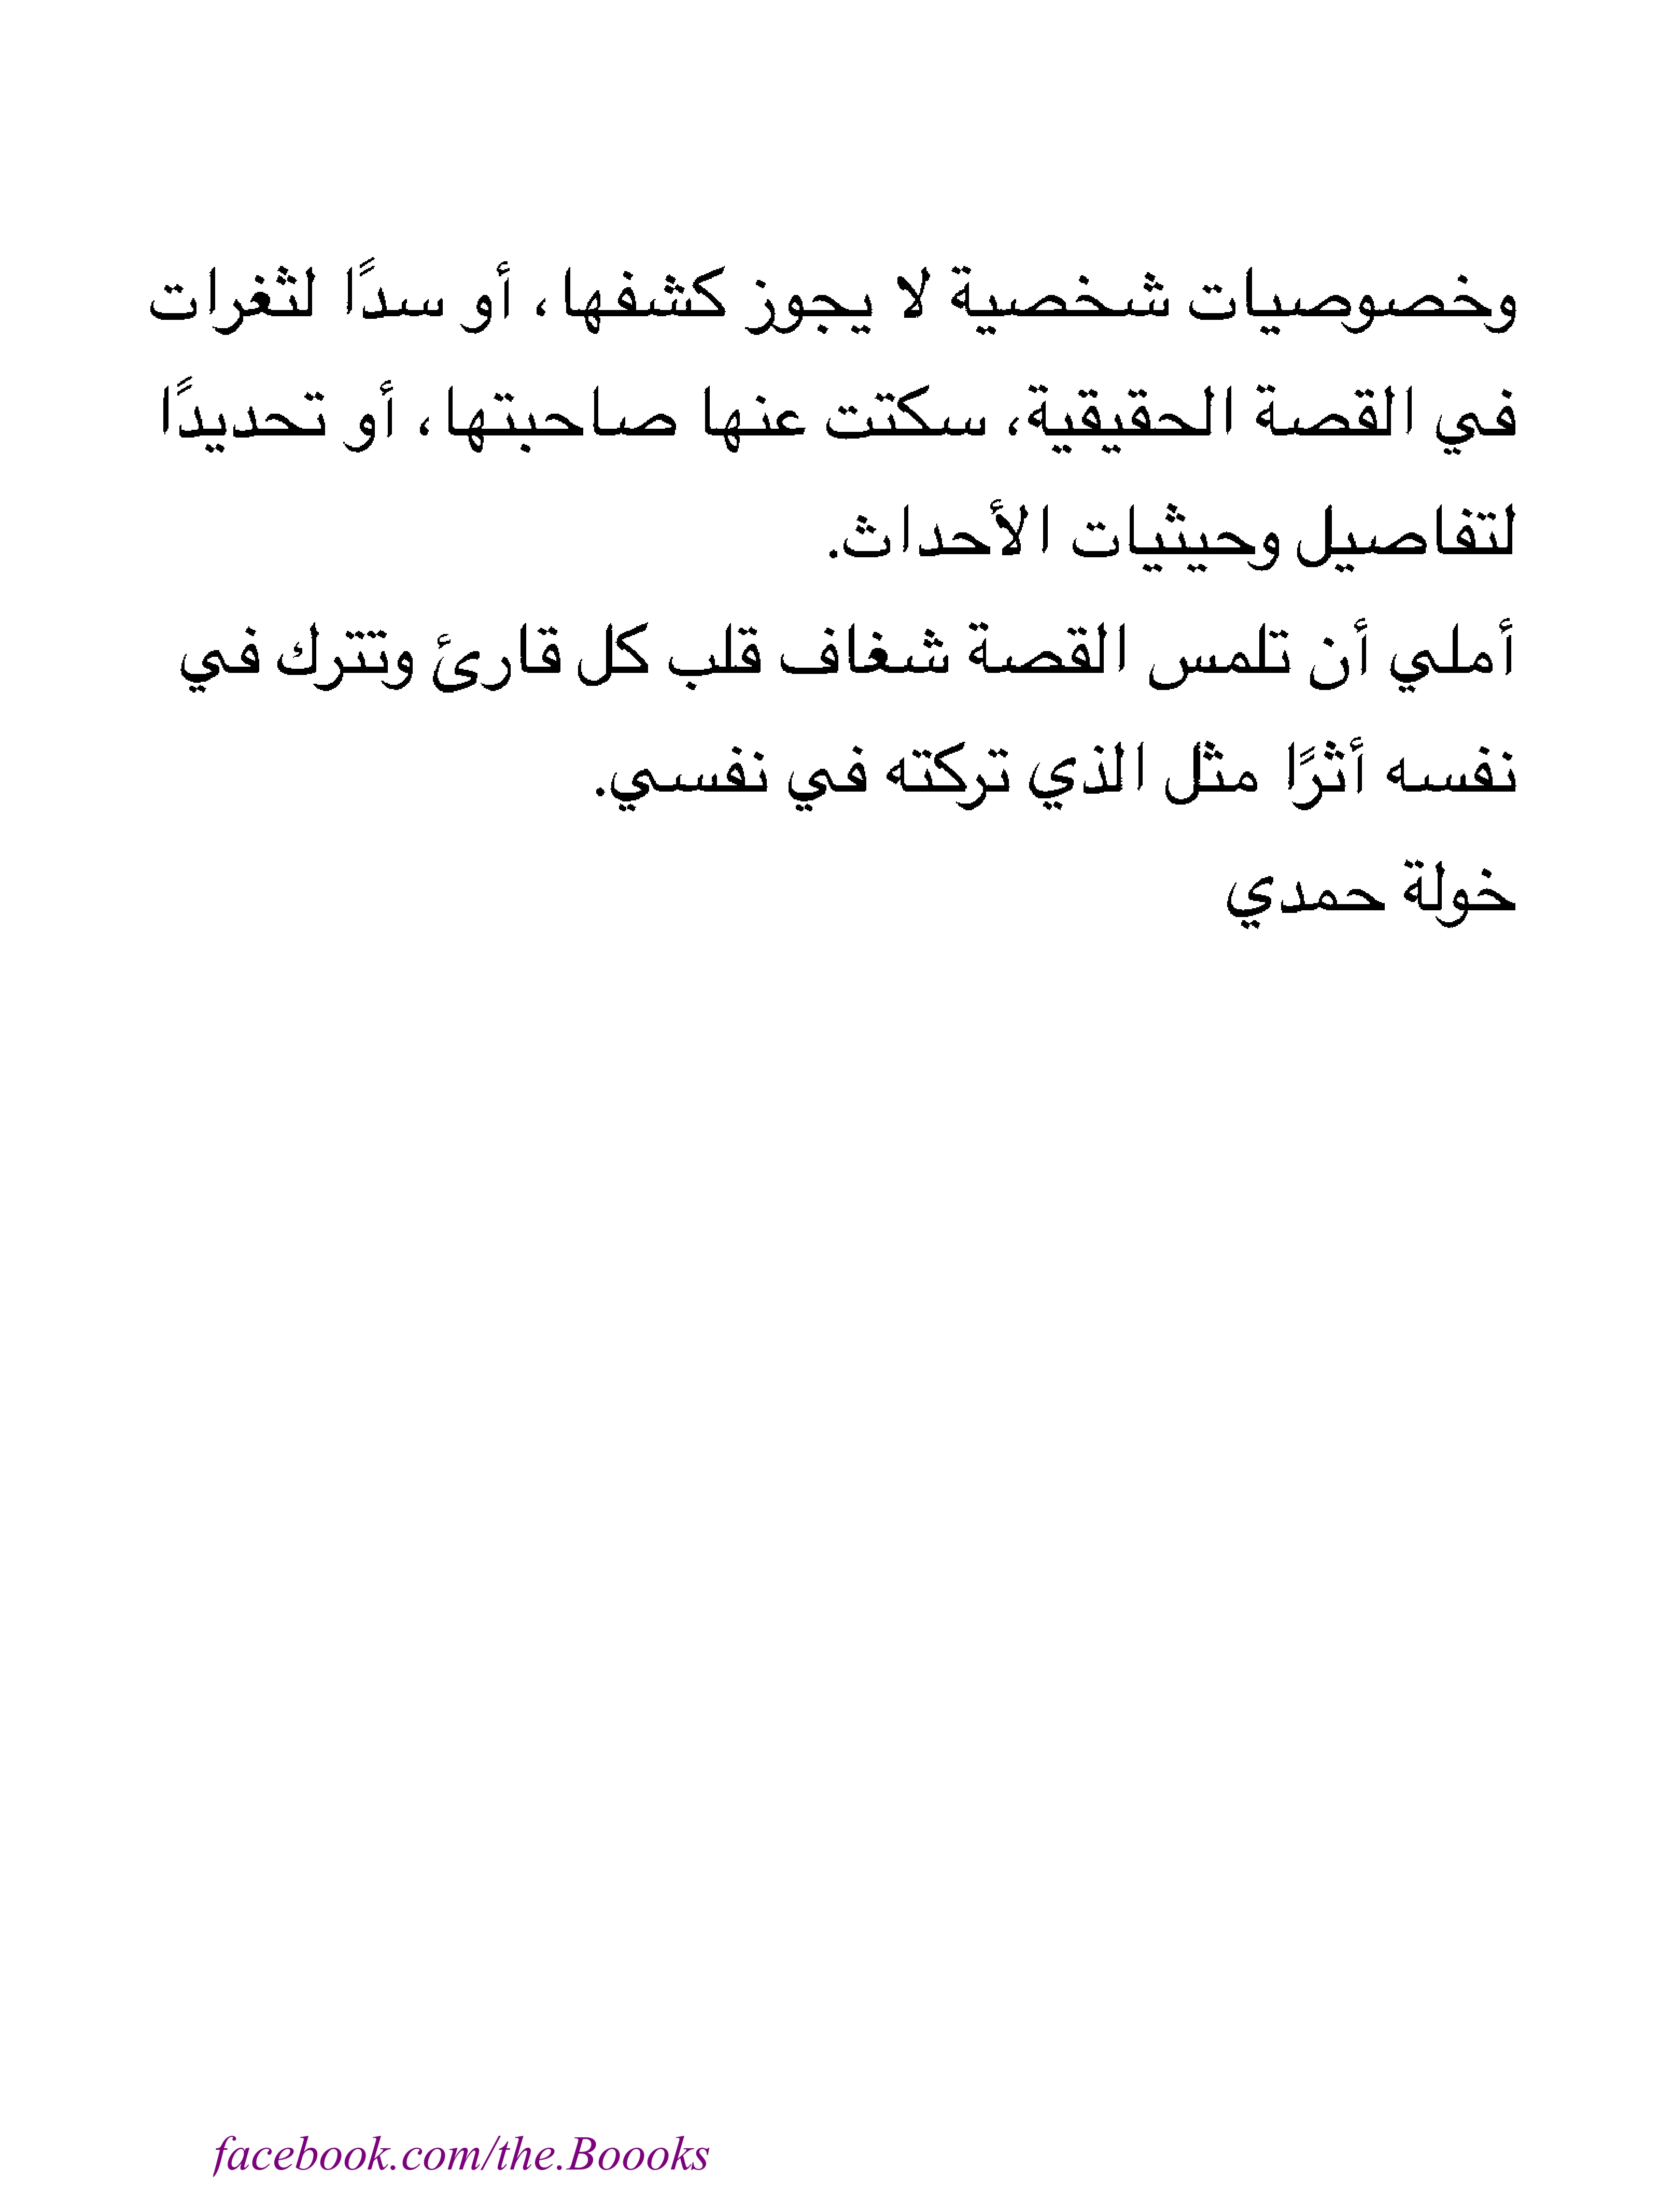 وخصوصيات شخصية لا يجوز كشفها، أو سدًا لثغرات
في القصة الحقيقية، سكتت عنها صاحبتها، أو تحديدًا
لتفاصيل وحيثيات الأحداث.
أملي أن تلمس القصة شغاف قلب كل قارئ وتترك في
نفسه أثرًا مثل الذي تركته في نفسي.
خولة حمدي
facebook.com/the.Boooks